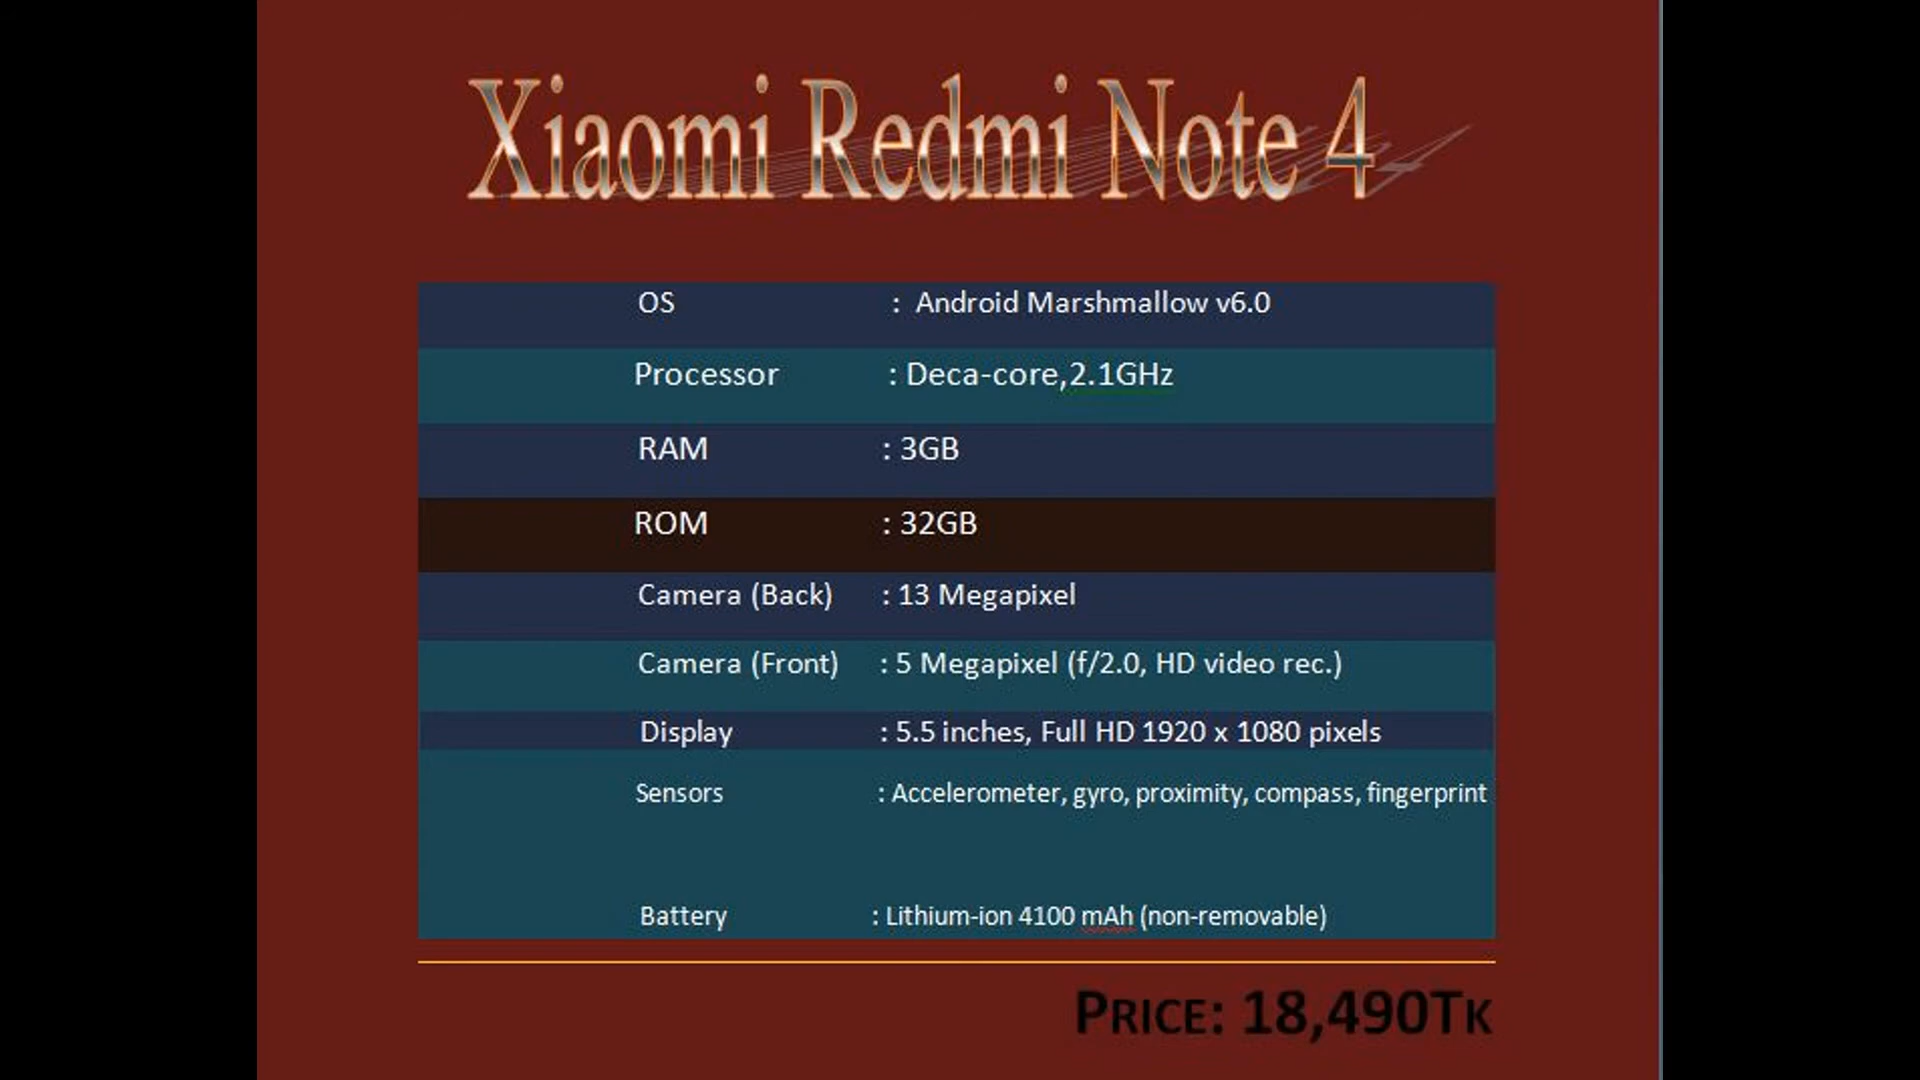 Xiaomi Redmi Note 4
OS : Android Marshmallow v6.0
Processor : Deca-core,2.1GHz
RAM : 3GB
ROM : 32GB
Camera (Back) : 13 Megapixel
Camera (Front) : 5 Megapixel (f/2.0, HD video rec.)
Display : 5.5 inches, Full HD 1920 x 1080 pixels
Sensors : Accelerometer, gyro, proximity, compass, fingerprint
Battery : Lithium-ion 4100 mAh (non-removable)
PRICE: 18,490TK